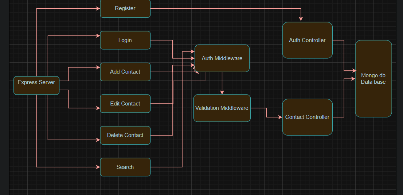 Register
Login
Auth Controller
Auth Middleware
Add Contact
Mongo db
Database
Express Server
Edit Contact
Validation Middleware
Contact Controller
Delete Contact
Search